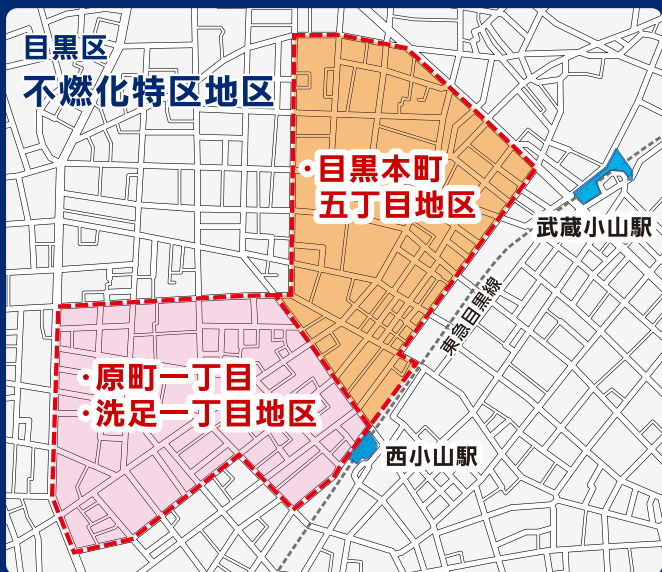 目黒区
不燃化特区地区
・目黒本町
五丁目地区
武蔵小山駅
東急目黒線
・原町一丁目
・洗足一丁目地区
西小山駅